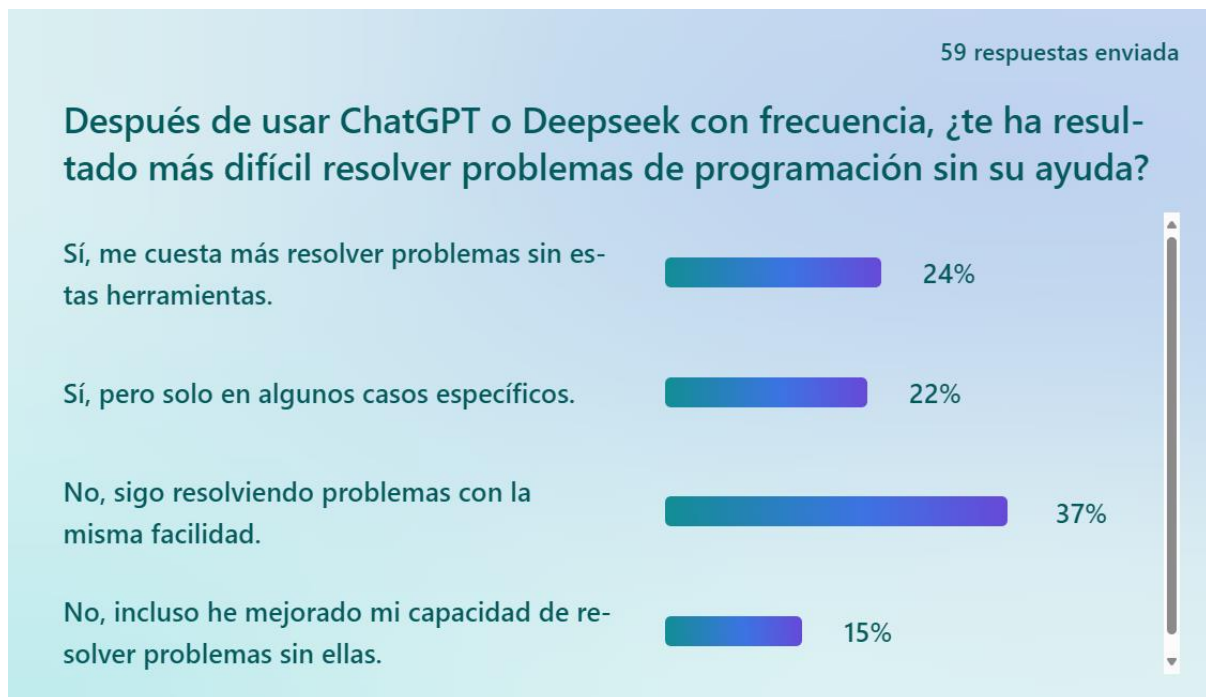 59 respuestas enviada
Después de usar ChatGPT o Deepseek con frecuencia, ¿te ha resul-
tado más difícil resolver problemas de programación sin su ayuda?
Sí, me cuesta más resolver problemas sin es-
tas herramientas.
24%
Sí, pero solo en algunos casos específicos.
22%
No, sigo resolviendo problemas con la
misma facilidad.
37%
No, incluso he mejorado mi capacidad de re-
solver problemas sin ellas.
15%